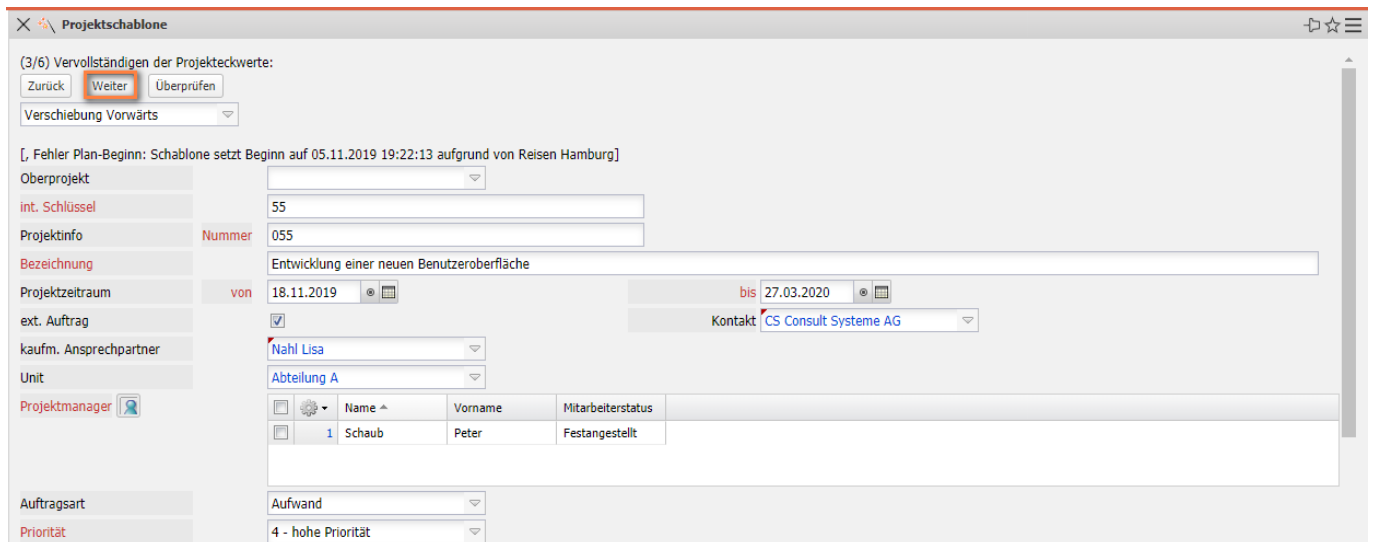 Projektschablone
(3/6) Vervollständigen der Projekteckwerte:
Zurück Weiter Überprüfen
Verschiebung Vorwärts
[, Fehler Plan-Beginn: Schablone setzt Beginn auf 05.11.2019 19:22:13 aufgrund von Reisen Hamburg]
Oberprojekt
int. Schlüssel 55
Projektinfo Nummer 055
Bezeichnung Entwicklung einer neuen Benutzeroberfläche
Projektzeitraum von 18.11.2019 bis 27.03.2020
ext. Auftrag Kontakt CS Consult Systeme AG
kaufm. Ansprechpartner Nahl Lisa
Unit Abteilung A
Projektmanager Name Vorname Mitarbeiterstatus
1 Schaub Peter Festangestellt
Auftragsart Aufwand
Priorität 4 - hohe Priorität